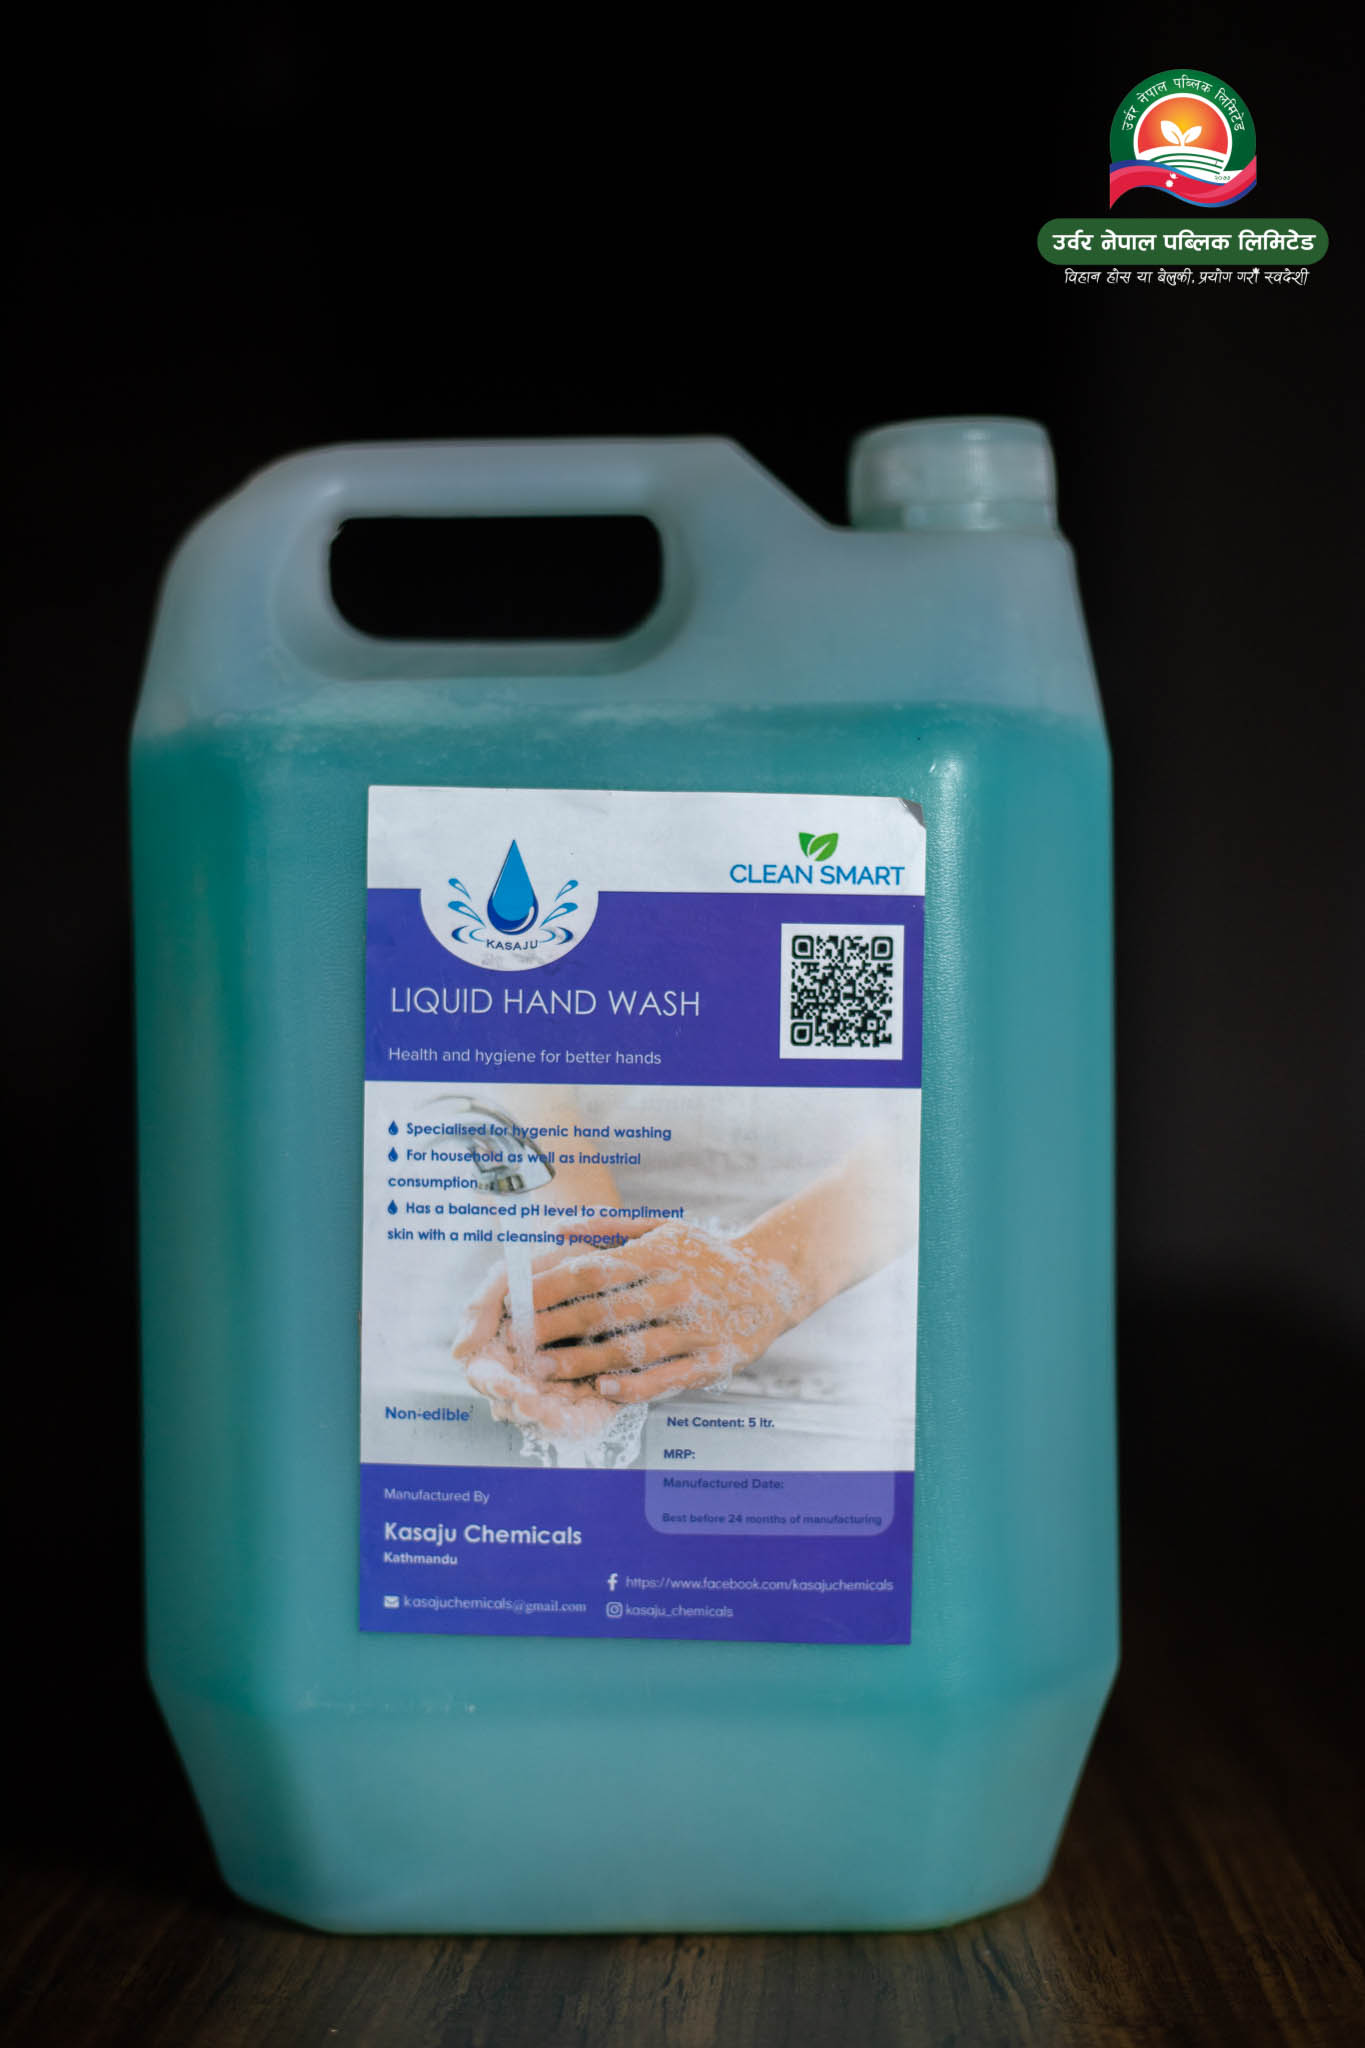 उर्वर नेपाल पब्लिक लिमिटेड
२०७७
उर्वर नेपाल पब्लिक लिमिटेड
विहान होस या बेलुकी, प्रयोग गरौँ स्वदेशी
CLEAN SMART
KASAJU
LIQUID HAND WASH
Health and hygiene for better hands
Specialised for hygenic hand washing
For household as well as industrial
consumption
Has a balanced pH level to compliment
skin with a mild cleansing property
Non-edible
Net Content: 5 ltr.
MRP:
Manufactured Date:
Best before 24 months of manufacturing
Manufactured By
Kasaju Chemicals
Kathmandu
kasajuchemicals@gmail.com
https://www.facebook.com/kasajuchemicals
kasaju_chemicals